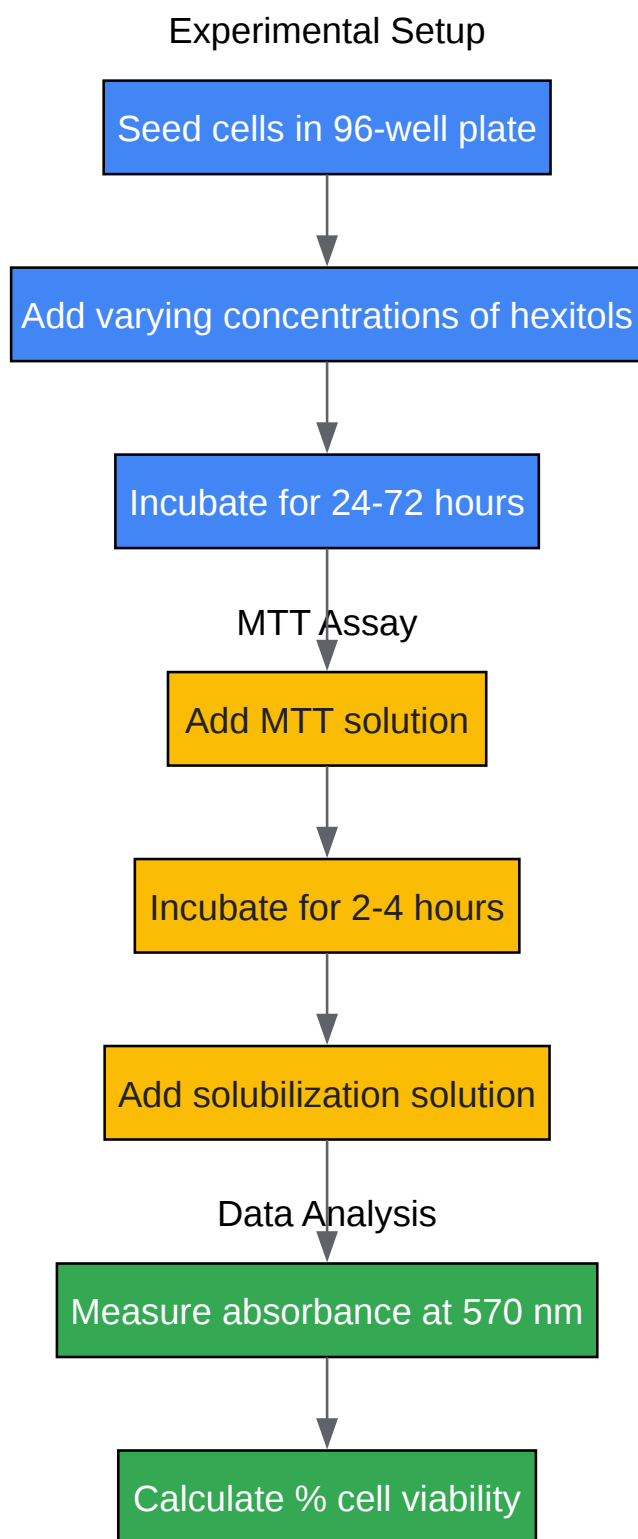 Experimental Setup
Seed cells in 96-well plate
Add varying concentrations of hexitols
Incubate for 24-72 hours
MTT Assay
Add MTT solution
Incubate for 2-4 hours
Add solubilization solution
Data Analysis
Measure absorbance at 570 nm
Calculate % cell viability